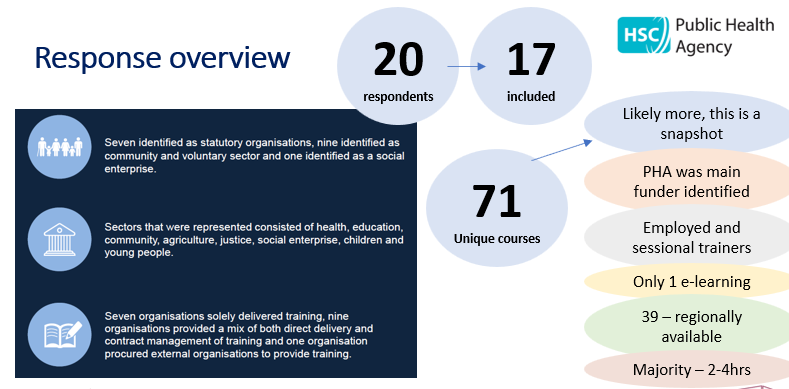 Response overview
20
respondents
17
included
HSC
Public Health
Agency
Seven identified as statutory organisations, nine identified as
community and voluntary sector and one identified as a social
enterprise.
Sectors that were represented consisted of health, education,
community, agriculture, justice, social enterprise, children and
young people.
Seven organisations solely delivered training, nine
organisations provided a mix of both direct delivery and
contract management of training and one organisation
procured external organisations to provide training.
71
Unique courses
Likely more, this is a
snapshot
PHA was main
funder identified
Employed and
sessional trainers
Only 1 e-learning
39 – regionally
available
Majority – 2-4hrs